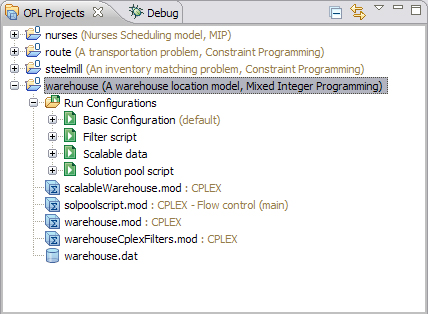 OPL Projects Debug
nurses (Nurses Scheduling model, MIP)
route (A transportation problem, Constraint Programming)
steelmill (An inventory matching problem, Constraint Programming)
warehouse (A warehouse location model, Mixed Integer Programming)
Run Configurations
Basic Configuration (default)
Filter script
Scalable data
Solution pool script
scalableWarehouse.mod : CPLEX
solpoolscript.mod : CPLEX - Flow control (main)
warehouse.mod : CPLEX
warehouseCplexFilters.mod : CPLEX
warehouse.dat